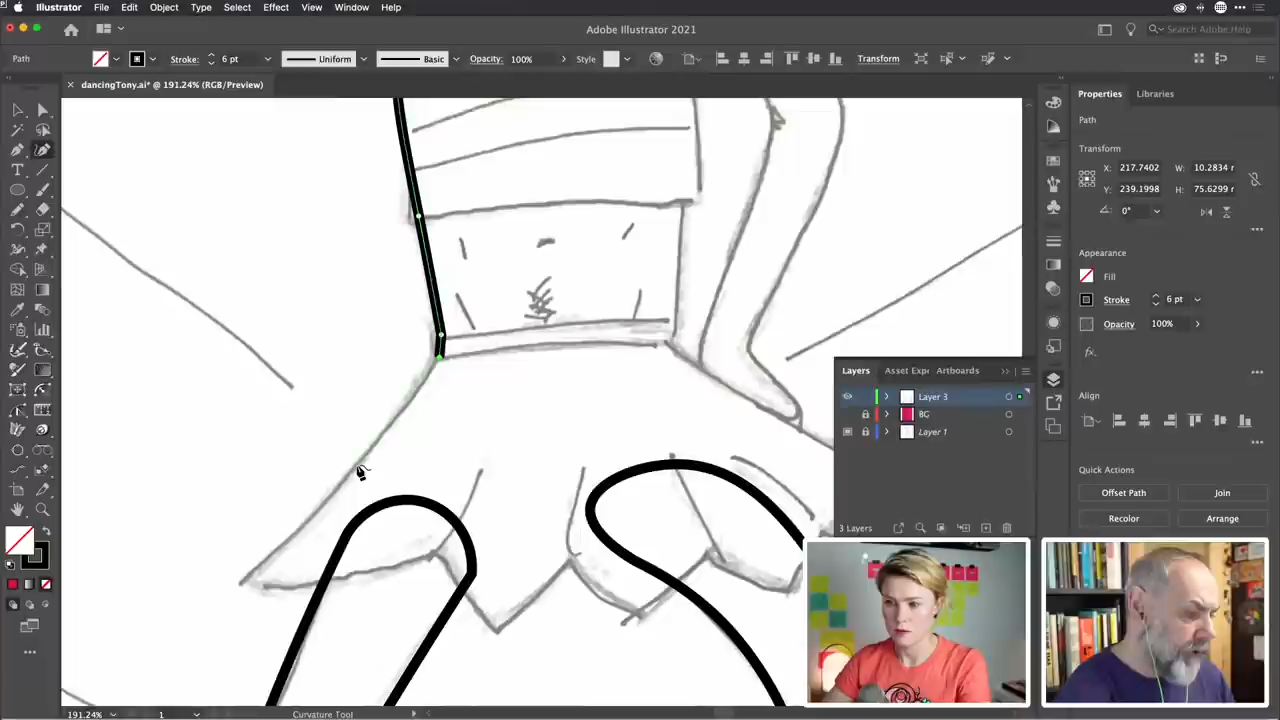 Illustrator File Edit Object Type Select Effect View Window Help
Adobe Illustrator 2021
Search Adobe Help
Path Stroke: 6 pt Uniform Basic Opacity: 100% Style Transform
× dancingTony.ai* @ 191.24% (RGB/Preview)
Properties Libraries
Path
Transform
X: 217.7402 W: 10.2834 r
Y: 239.1998 H: 75.6299 r
0°
Appearance
Fill
Stroke 6 pt
Opacity 100%
fx.
Align
Quick Actions
Offset Path Join
Recolor Arrange
Layers Asset Exp Artboards
Layer 3
BG
Layer 1
3 Layers
191.24% 1 Curvature Tool